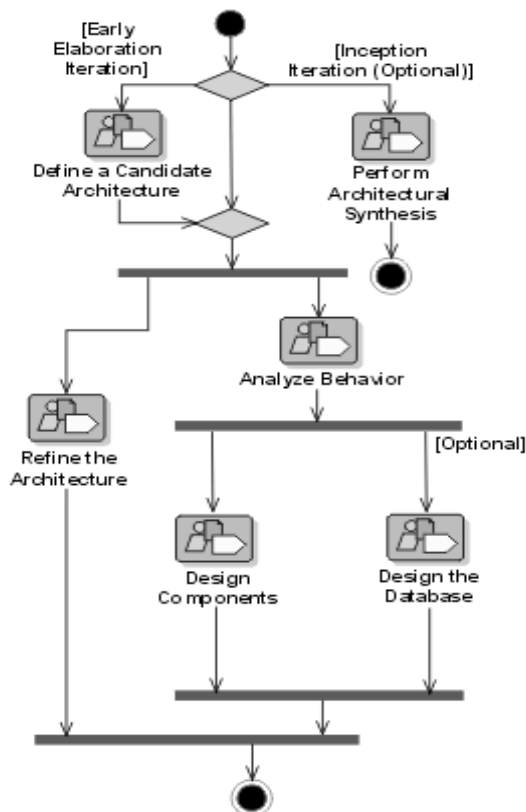 [Early
Elaboration
Iteration]
[Inception
Iteration (Optional)]
Define a Candidate
Architecture
Perform
Architectural
Synthesis
Analyze Behavior
Refine the
Architecture
[Optional]
Design
Components
Design the
Database